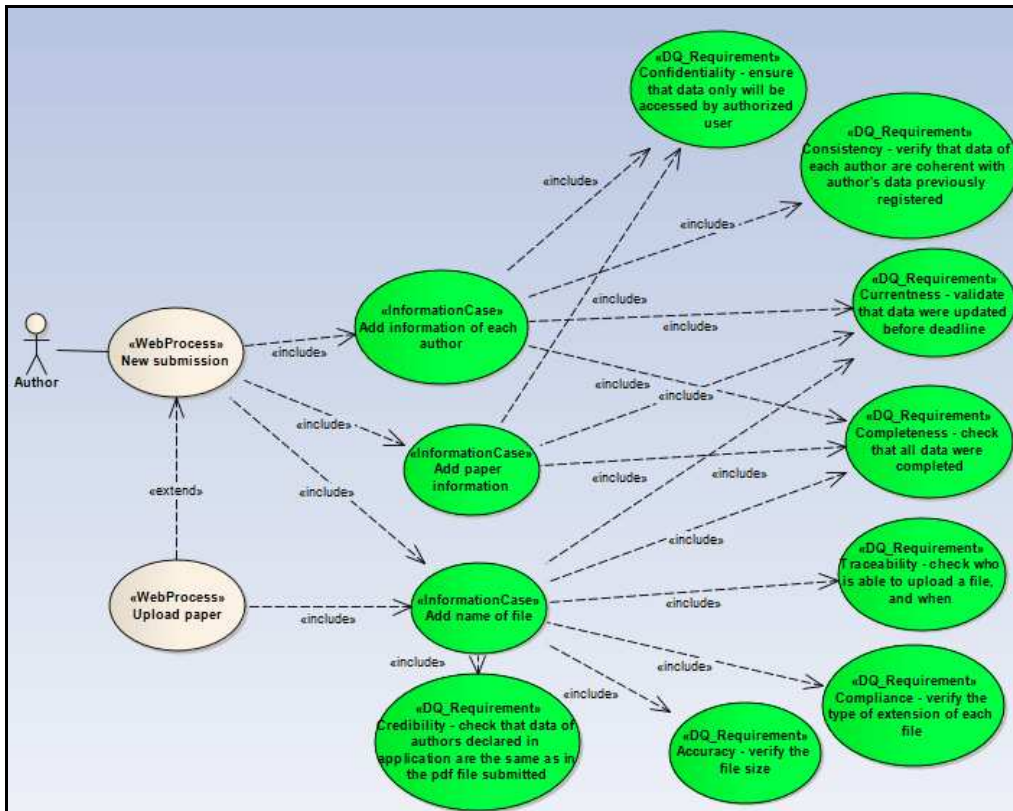 «DQ_Requirement»
Confidentiality - ensure
that data only will be
accessed by authorized
user
«DQ_Requirement»
Consistency - verify that data of
each author are coherent with
author's data previously
registered
«include»
«include»
«DQ_Requirement»
Currentness - validate
that data were updated
before deadline
«InformationCase»
Add information of each
author
«include»
«include»
Author
«WebProcess»
New submission
«include»
«include»
«include»
«DQ_Requirement»
Completeness - check
that all data were
completed
«InformationCase»
Add paper
information
«include»
«include»
«include»
«extend»
«include»
«include»
«DQ_Requirement»
Traceability - check who
is able to upload a file,
and when
«WebProcess»
Upload paper
«include»
«InformationCase»
Add name of file
«include»
«include»
«include»
«include»
«DQ_Requirement»
Compliance - verify the
type of extension of each
file
«DQ_Requirement»
Credibility - check that data of
authors declared in
application are the same as in
the pdf file submitted
«DQ_Requirement»
Accuracy - verify the
file size